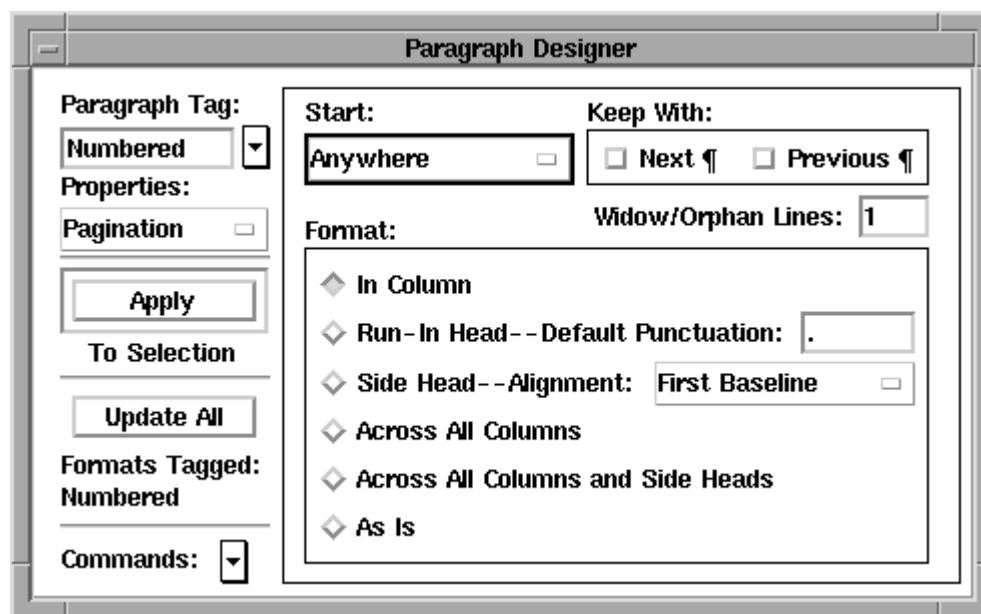 Paragraph Designer
Paragraph Tag:
Numbered
Properties:
Pagination
Apply
To Selection
Update All
Formats Tagged:
Numbered
Commands:
Start:
Anywhere
Keep With:
Next ¶ Previous ¶
Widow/Orphan Lines: 1
Format:
In Column
Run-In Head--Default Punctuation: .
Side Head--Alignment: First Baseline
Across All Columns
Across All Columns and Side Heads
As Is